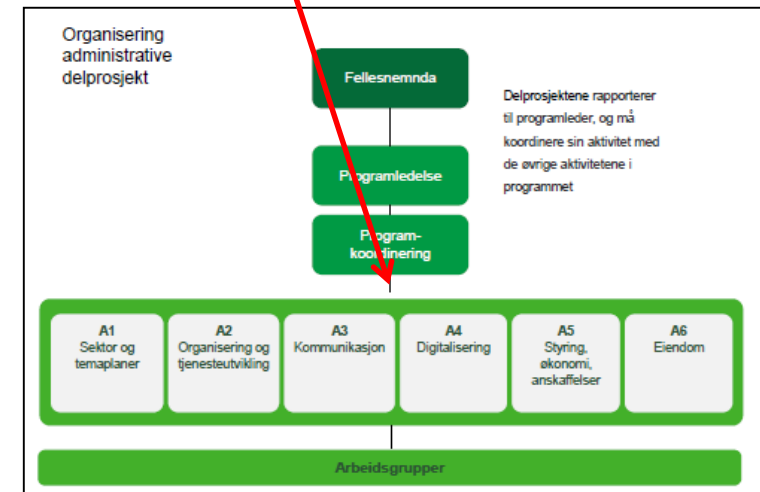 Organisering
administrative
delprosjekt
Fellesnemnda
Delprosjektene rapporterer
til programleder, og må
koordinere sin aktivitet med
de øvrige aktivitetene i
programmet
Programledelse
Program-
koordinering
A1
Sektor og
temaplaner
A2
Organisering og
tjenesteutvikling
A3
Kommunikasjon
A4
Digitalisering
A5
Styring,
økonomi,
anskaffelser
A6
Eiendom
Arbeidsgrupper